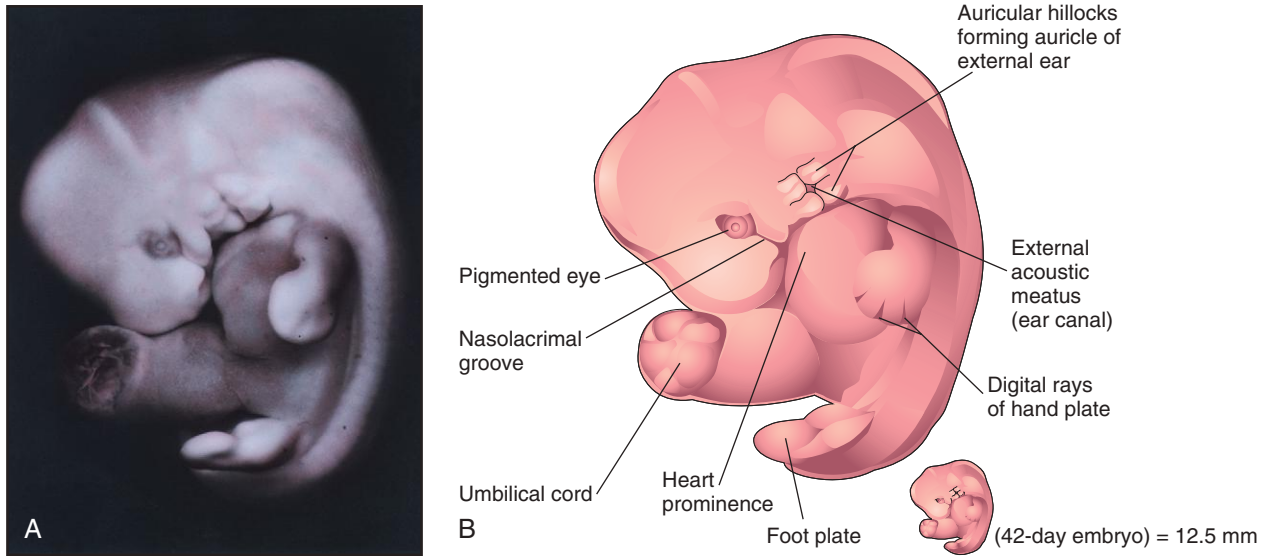 Auricular hillocks
forming auricle of
external ear
Pigmented eye
External
acoustic
meatus
(ear canal)
Nasolacrimal
groove
Digital rays
of hand plate
Umbilical cord
Heart
prominence
Foot plate
A
B
(42-day embryo) = 12.5 mm